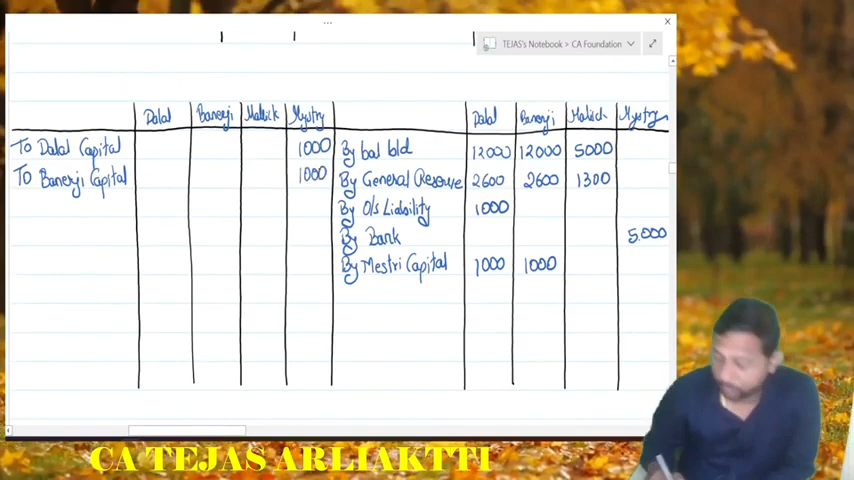 TEJAS's Notebook > CA Foundation
Dalal Banerji Mallick Mystry Dalal Banerji Mallick Mystry
To Dalal Capital 1000 By bal b/d 12000 12000 5000
To Banerji Capital 1000 By General Reserve 2600 2600 1300
By O/s Liability 1000
By Bank 5.000
By Mestri Capital 1000 1000
CA TEJAS ARLIAKTTI